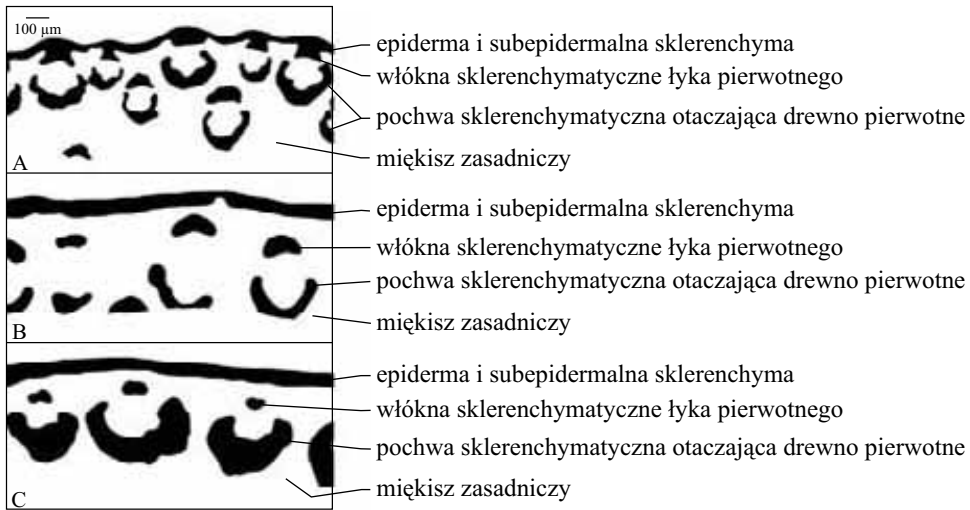 100 µm
epiderma i subepidermalna sklerenchyma
włókna sklerenchymatyczne łyka pierwotnego
pochwa sklerenchymatyczna otaczająca drewno pierwotne
miękisz zasadniczy
A
epiderma i subepidermalna sklerenchyma
włókna sklerenchymatyczne łyka pierwotnego
pochwa sklerenchymatyczna otaczająca drewno pierwotne
miękisz zasadniczy
B
epiderma i subepidermalna sklerenchyma
włókna sklerenchymatyczne łyka pierwotnego
pochwa sklerenchymatyczna otaczająca drewno pierwotne
miękisz zasadniczy
C